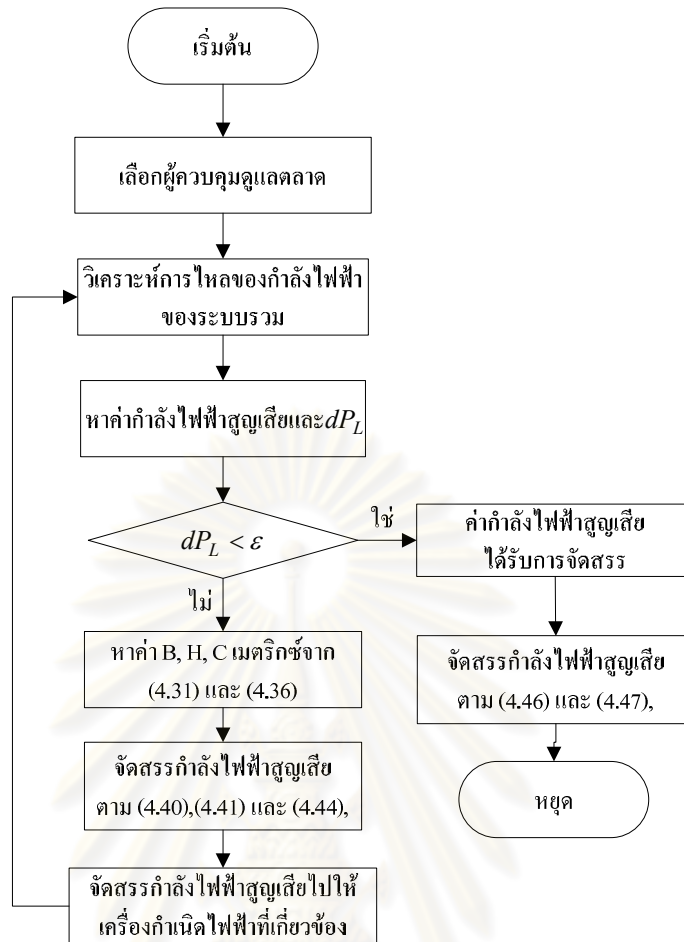 เริ่มต้น
เลือกผู้ควบคุมดูแลตลาด
วิเคราะห์การไหลของกำลังไฟฟ้า
ของระบบรวม
หาค่ากำลังไฟฟ้าสูญเสียและdP_L
dP_L < ε
ใช่
ค่ากำลังไฟฟ้าสูญเสีย
ได้รับการจัดสรร
ไม่
หาค่า B, H, C เมตริกซ์จาก
(4.31) และ (4.36)
จัดสรรกำลังไฟฟ้าสูญเสีย
ตาม (4.46) และ (4.47),
จัดสรรกำลังไฟฟ้าสูญเสีย
ตาม (4.40),(4.41) และ (4.44),
หยุด
จัดสรรกำลังไฟฟ้าสูญเสียไปให้
เครื่องกำเนิดไฟฟ้าที่เกี่ยวข้อง